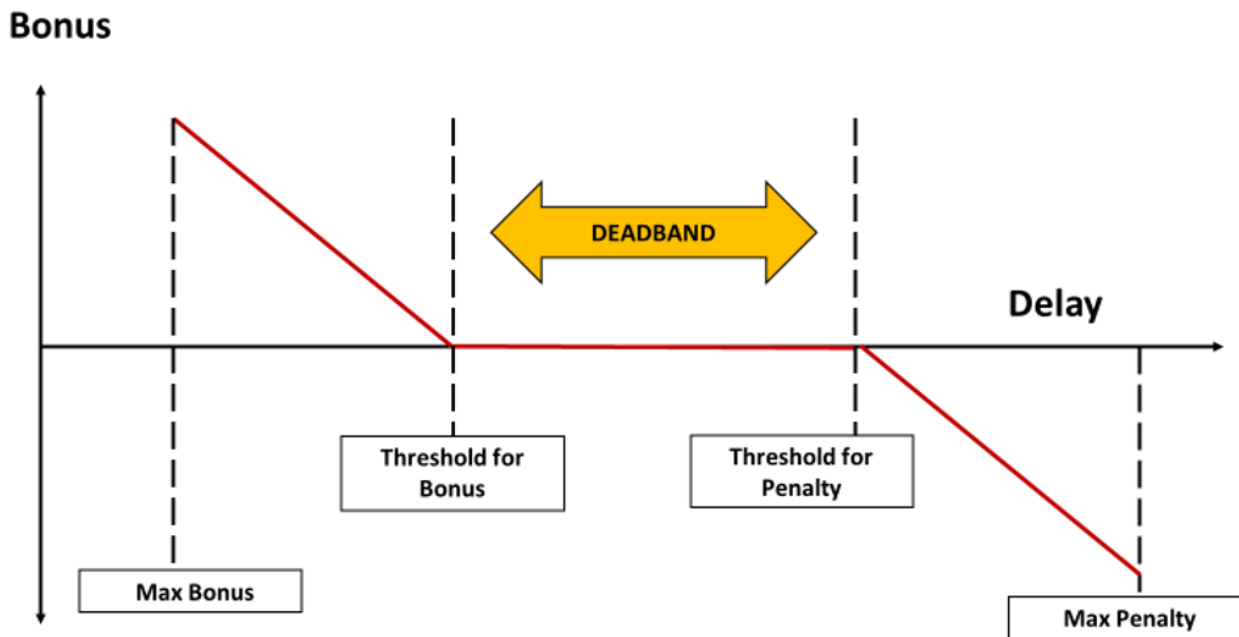 Bonus
DEADBAND
Delay
Threshold for
Bonus
Threshold for
Penalty
Max Bonus
Max Penalty